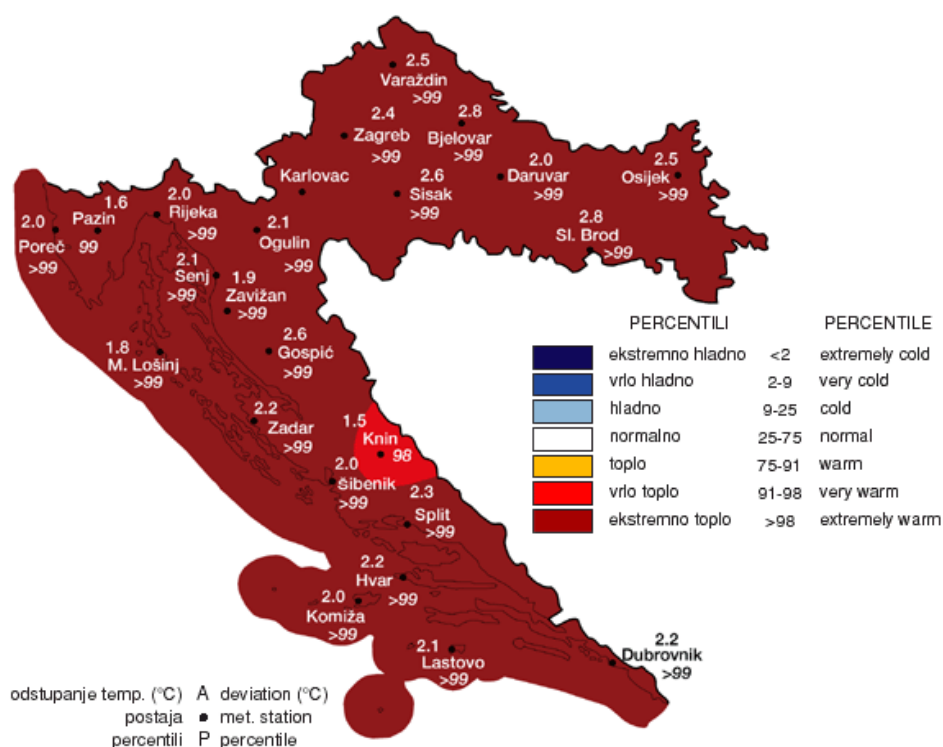 2.5
Varaždin
>99
2.4
Zagreb
>99
2.8
Bjelovar
>99
2.0
Daruvar
>99
2.5
Osijek
>99
Karlovac
2.6
Sisak
>99
2.8
Sl. Brod
>99
2.0
Poreč
>99
1.6
Pazin
99
2.0
Rijeka
>99
2.1
Ogulin
>99
2.1
Senj
>99
1.9
Zavižan
>99
1.8
M. Lošinj
>99
2.6
Gospić
>99
2.2
Zadar
>99
1.5
Knin
98
2.0
Šibenik
>99
2.3
Split
>99
2.2
Hvar
>99
2.0
Komiža
>99
2.1
Lastovo
>99
2.2
Dubrovnik
>99
PERCENTILI PERCENTILE
ekstremno hladno <2 extremely cold
vrlo hladno 2-9 very cold
hladno 9-25 cold
normalno 25-75 normal
toplo 75-91 warm
vrlo toplo 91-98 very warm
ekstremno toplo >98 extremely warm
odstupanje temp. (°C) A deviation (°C)
postaja ● met. station
percentili P percentile